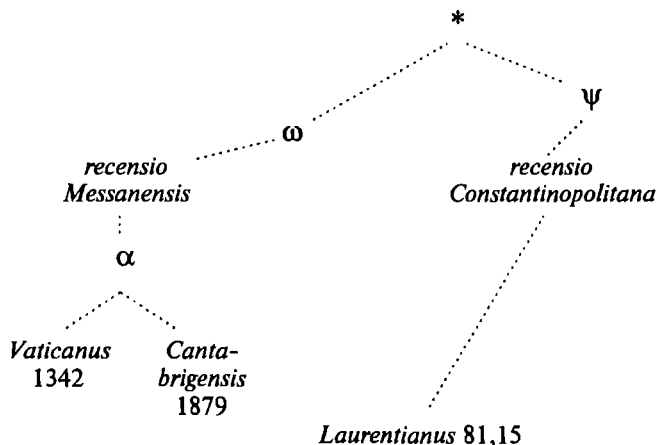 *
ψ
ω
recensio
Messanensis
recensio
Constantinopolitana
α
Vaticanus
1342
Canta-
brigensis
1879
Laurentianus 81,15